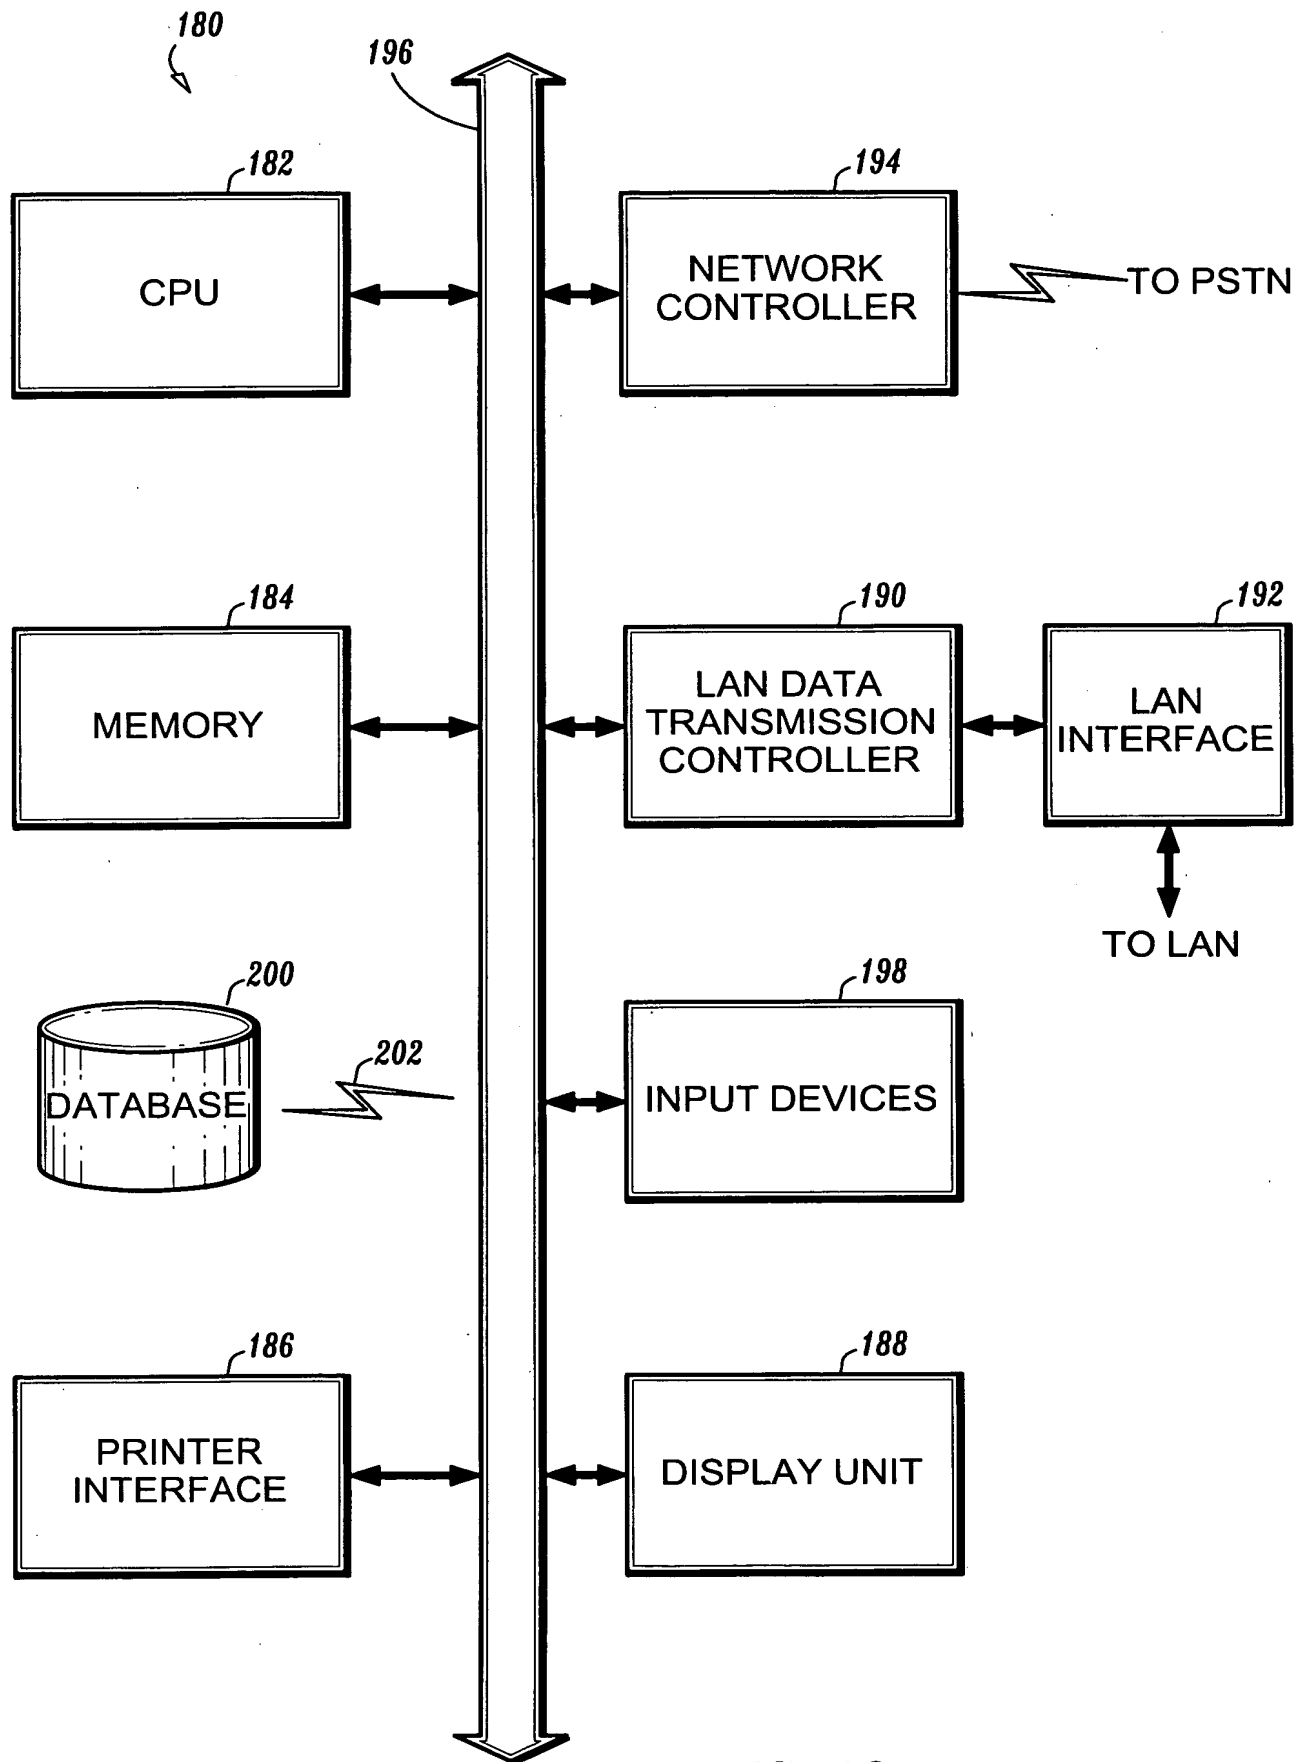 180
196
182
CPU
194
NETWORK
CONTROLLER
TO PSTN
184
MEMORY
190
LAN DATA
TRANSMISSION
CONTROLLER
192
LAN
INTERFACE
TO LAN
200
DATABASE
202
198
INPUT DEVICES
186
PRINTER
INTERFACE
188
DISPLAY UNIT